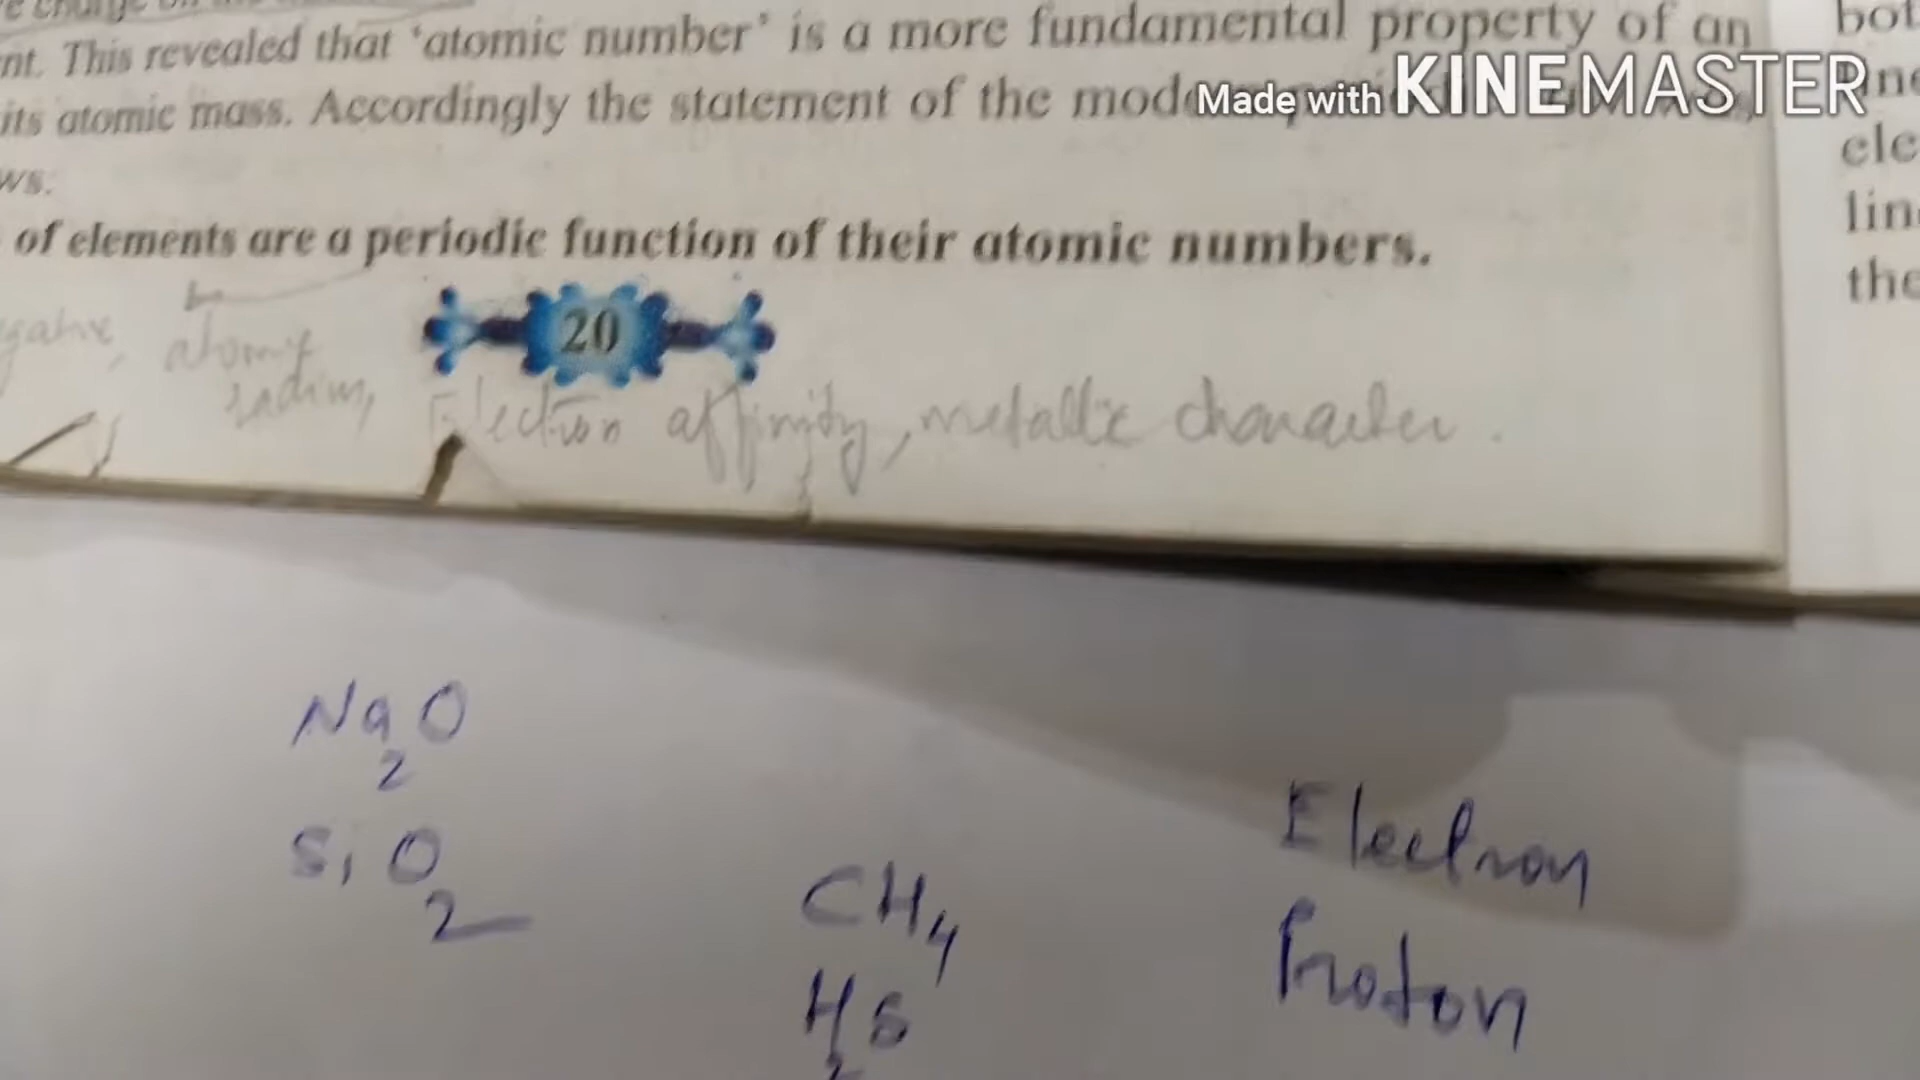 nt. This revealed that 'atomic number' is a more fundamental property of an
its atomic mass. Accordingly the statement of the
ws.
of elements are a periodic function of their atomic numbers.
Made with KINEMASTER
20
radius, Electron affinity, metallic character.
bot
ele
lin
the
Na2O
SiO2
CH4
H2S
Electron
Proton